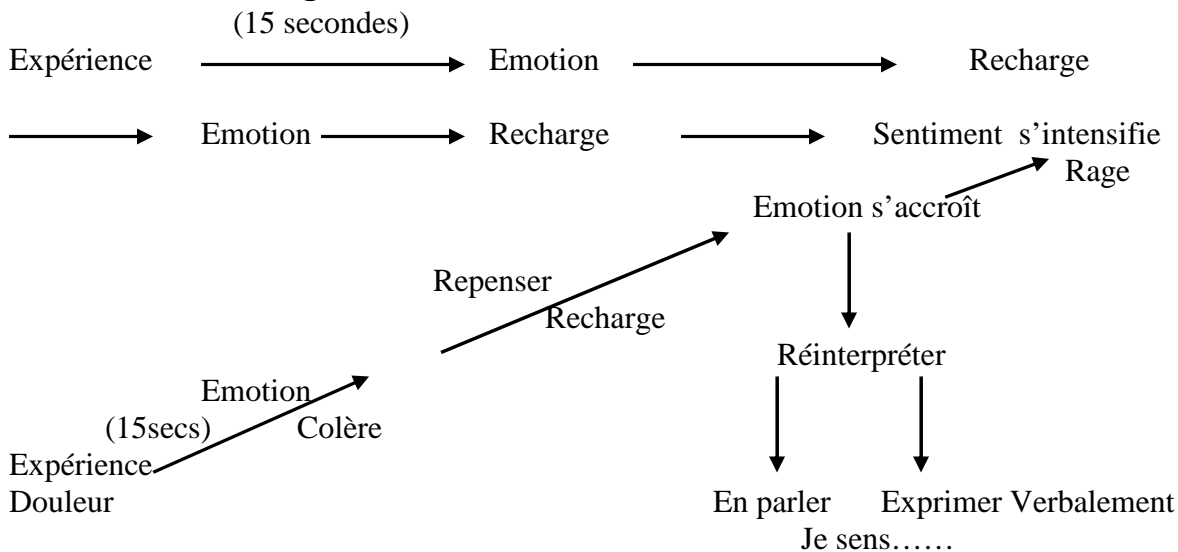 (15 secondes)
Expérience Emotion Recharge
Emotion Recharge Sentiment s’intensifie
Rage
Emotion s’accroît
Repenser
Recharge
Réinterpréter
Emotion
(15secs) Colère
Expérience
Douleur En parler Exprimer Verbalement
Je sens……